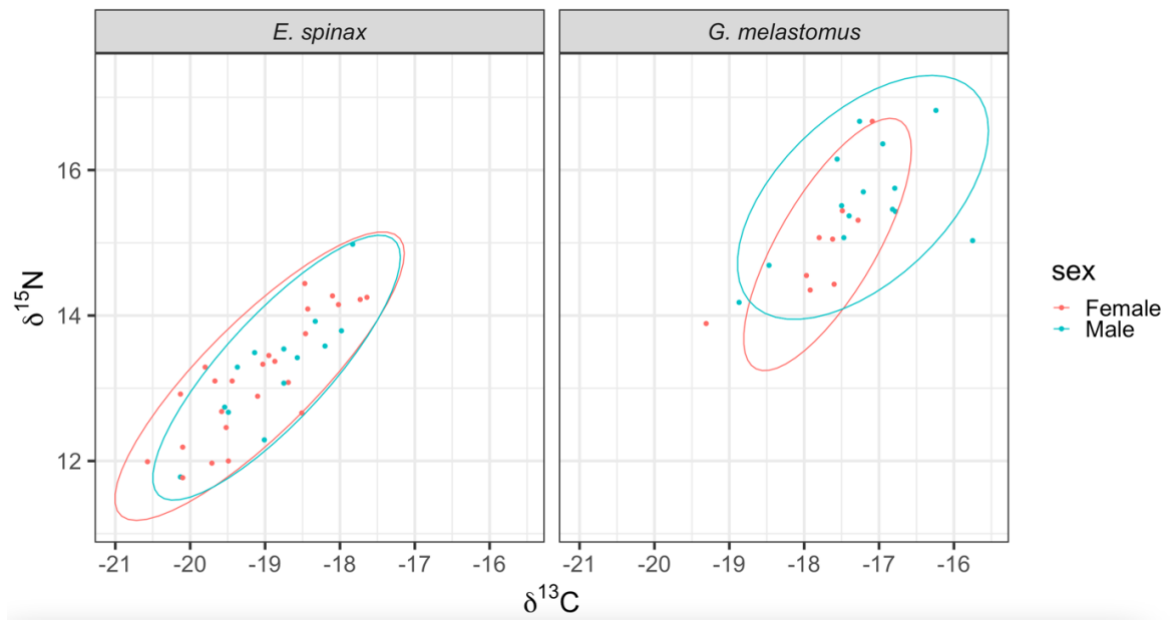 E. spinax
G. melastomus
16
14
12
δ¹⁵N
-21 -20 -19 -18 -17 -16
-21 -20 -19 -18 -17 -16
δ¹³C
sex
Female
Male